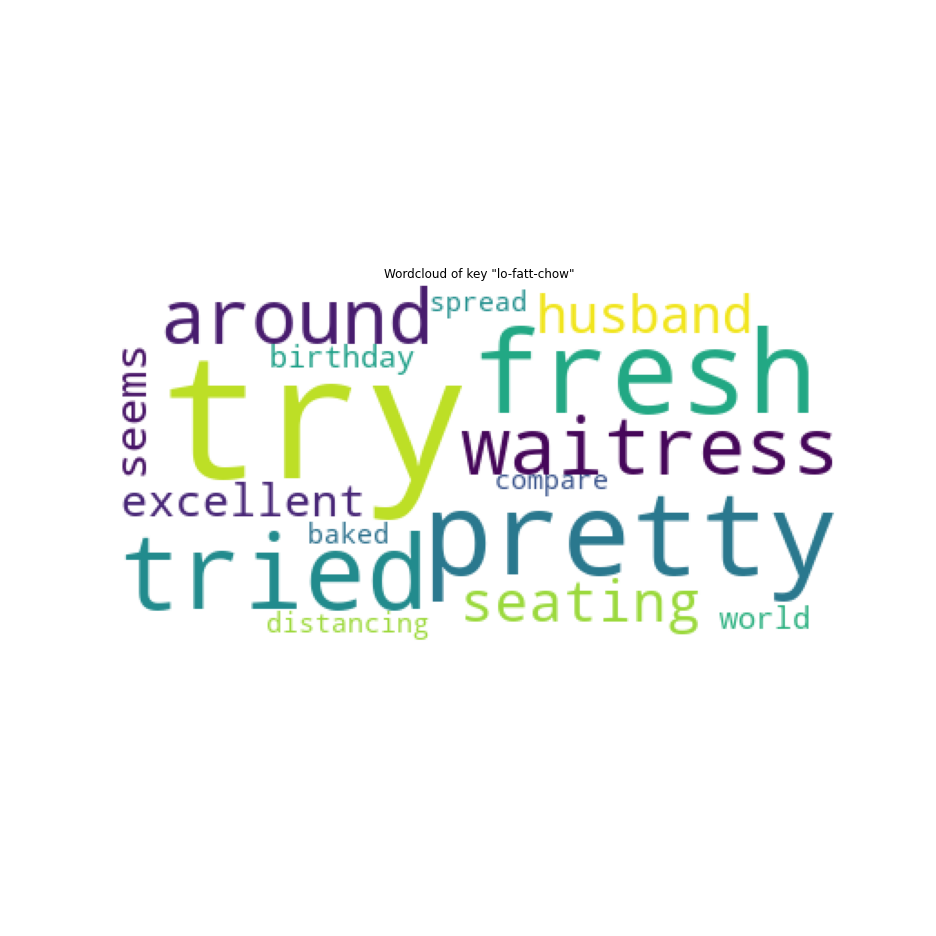 Wordcloud of key "lo-fatt-chow"
around
spread
husband
birthday
fresh
seems
try
waitress
compare
excellent
pretty
baked
tried
seating
distancing
world